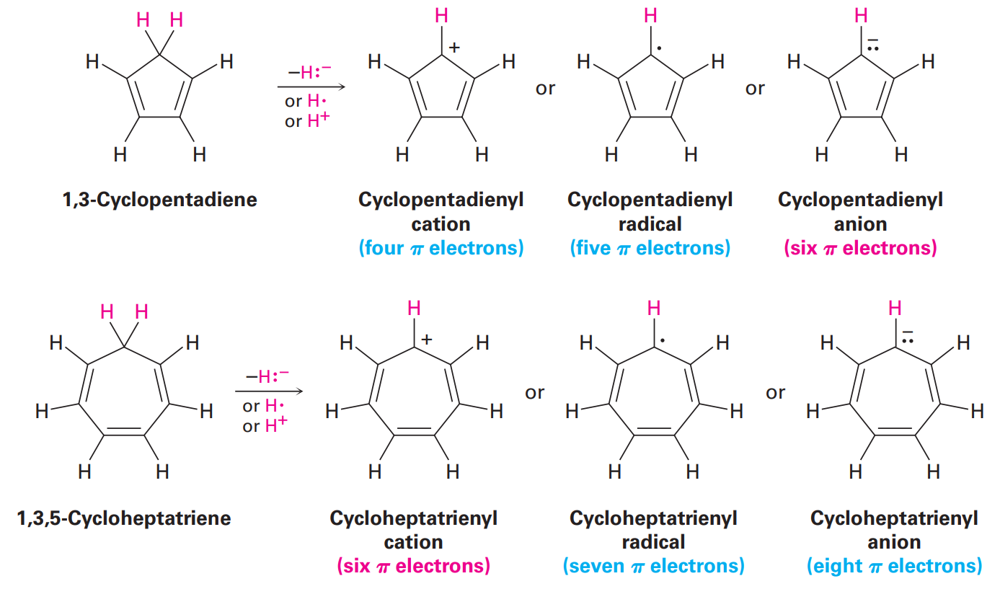 H H
H H
H H
−H:⁻
or H·
or H⁺
H
+
H H
H H
or
H
·
H H
H H
or
H
−
··
H H
H H
1,3-Cyclopentadiene
Cyclopentadienyl
cation
(four π electrons)
Cyclopentadienyl
radical
(five π electrons)
Cyclopentadienyl
anion
(six π electrons)
H H
H H
H H
H H
−H:⁻
or H·
or H⁺
H
+
H H
H H
H H
or
H
·
H H
H H
H H
or
H
−
··
H H
H H
H H
1,3,5-Cycloheptatriene
Cycloheptatrienyl
cation
(six π electrons)
Cycloheptatrienyl
radical
(seven π electrons)
Cycloheptatrienyl
anion
(eight π electrons)